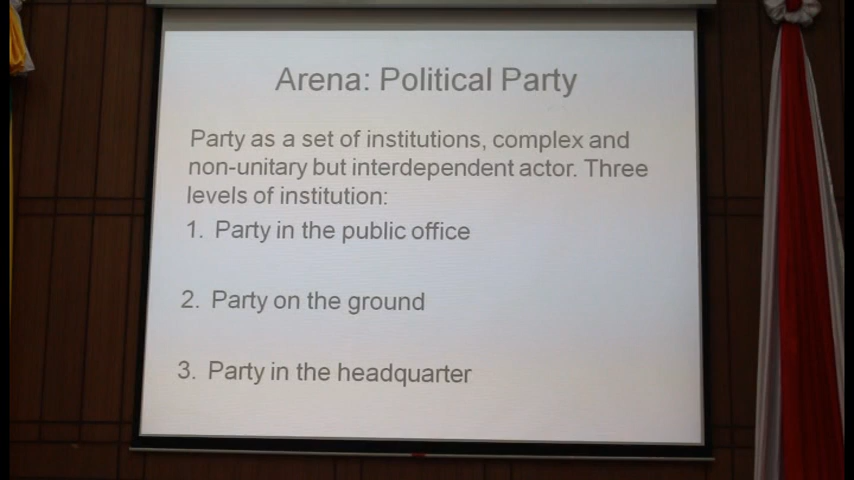 Arena: Political Party
Party as a set of institutions, complex and
non-unitary but interdependent actor. Three
levels of institution:
1. Party in the public office
2. Party on the ground
3. Party in the headquarter